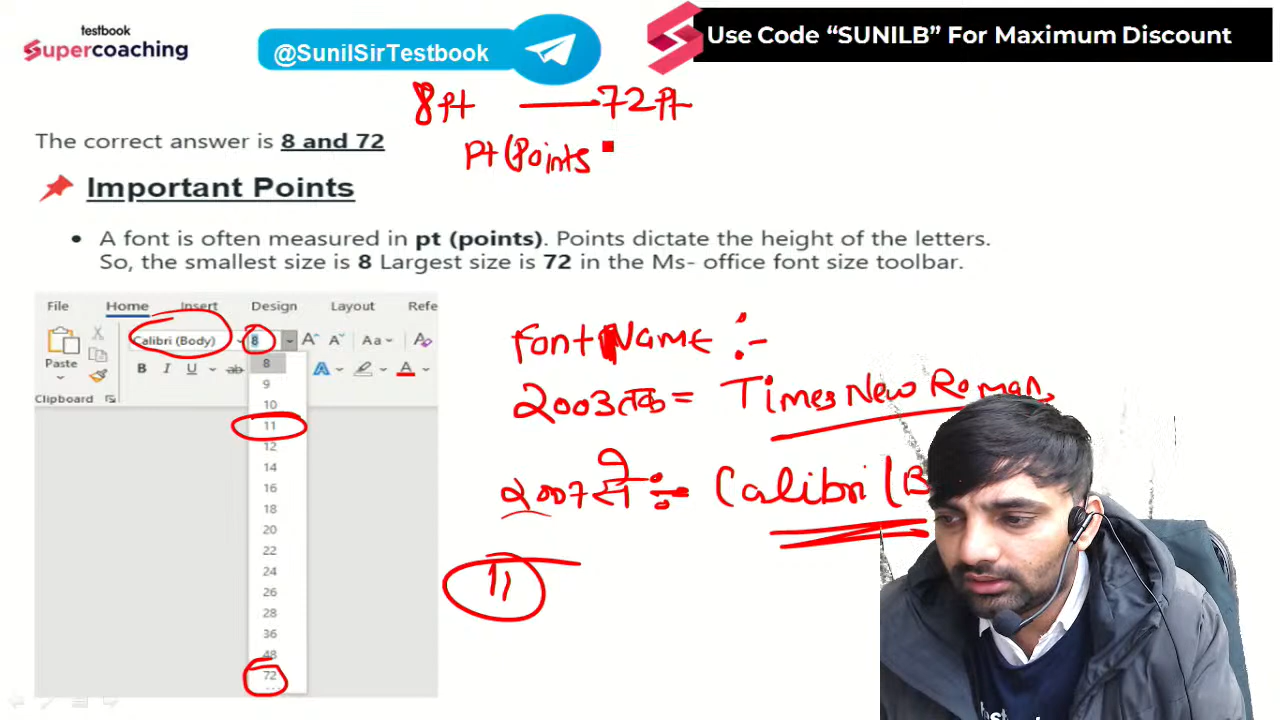 testbook
Supercoaching
@SunilSirTestbook
Use Code “SUNILB” For Maximum Discount
8pt — 72pt
Pt (Points
The correct answer is 8 and 72
Important Points
• A font is often measured in pt (points). Points dictate the height of the letters.
So, the smallest size is 8 Largest size is 72 in the Ms- office font size toolbar.
File Home Insert Design Layout Refe
Calibri (Body) 8 A A Aa A
Paste
B I U ab A A
Clipboard
8
9
10
11
12
14
16
18
20
22
24
26
28
36
48
72
Font Name :-
2003 तक = Times New Roman
2007 से ÷ Calibri (B
11